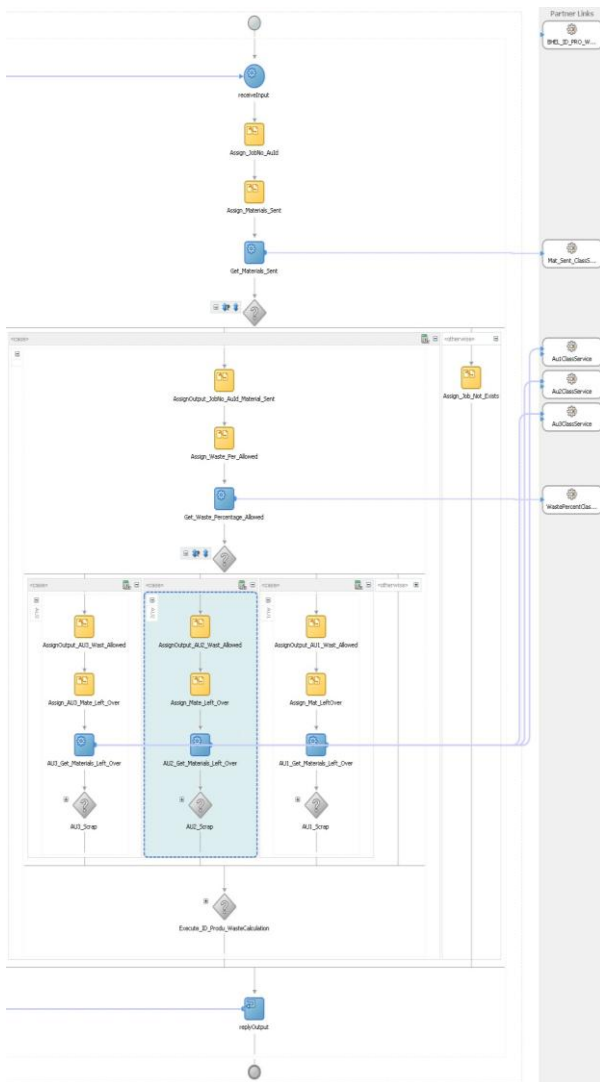 Partner Links
BHEL_ID_PRO_W...
receiveInput
Assign_JobNo_AuId
Assign_Materials_Sent
Get_Materials_Sent
Mat_Sent_ClassS...
<case>
<otherwise>
Au1ClassService
Au2ClassService
Au3ClassService
AssignOutput_JobNo_AuId_Material_Sent
Assign_Job_Not_Exists
Assign_Waste_Per_Allowed
Get_Waste_Percentage_Allowed
WastePercentClas...
<case>
<case>
<case>
<otherwise>
AssignOutput_AU3_Wast_Allowed
AssignOutput_AU2_Wast_Allowed
AssignOutput_AU1_Wast_Allowed
Assign_AU3_Mate_Left_Over
Assign_Mate_Left_Over
Assign_Mat_LeftOver
AU3_Get_Materials_Left_Over
AU2_Get_Materials_Left_Over
AU1_Get_Materials_Left_Over
AU3_Scrap
AU2_Scrap
AU1_Scrap
Execute_ID_Produ_WasteCalculation
replyOutput